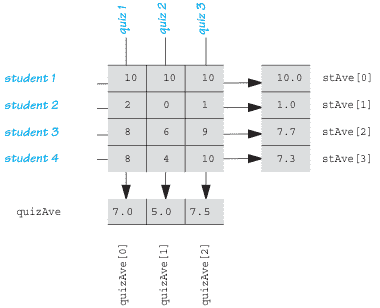 quiz 1 quiz 2 quiz 3
student 1 10 10 10 10.0 stAve[0]
student 2 2 0 1 1.0 stAve[1]
student 3 8 6 9 7.7 stAve[2]
student 4 8 4 10 7.3 stAve[3]
quizAve 7.0 5.0 7.5
quizAve[0] quizAve[1] quizAve[2]